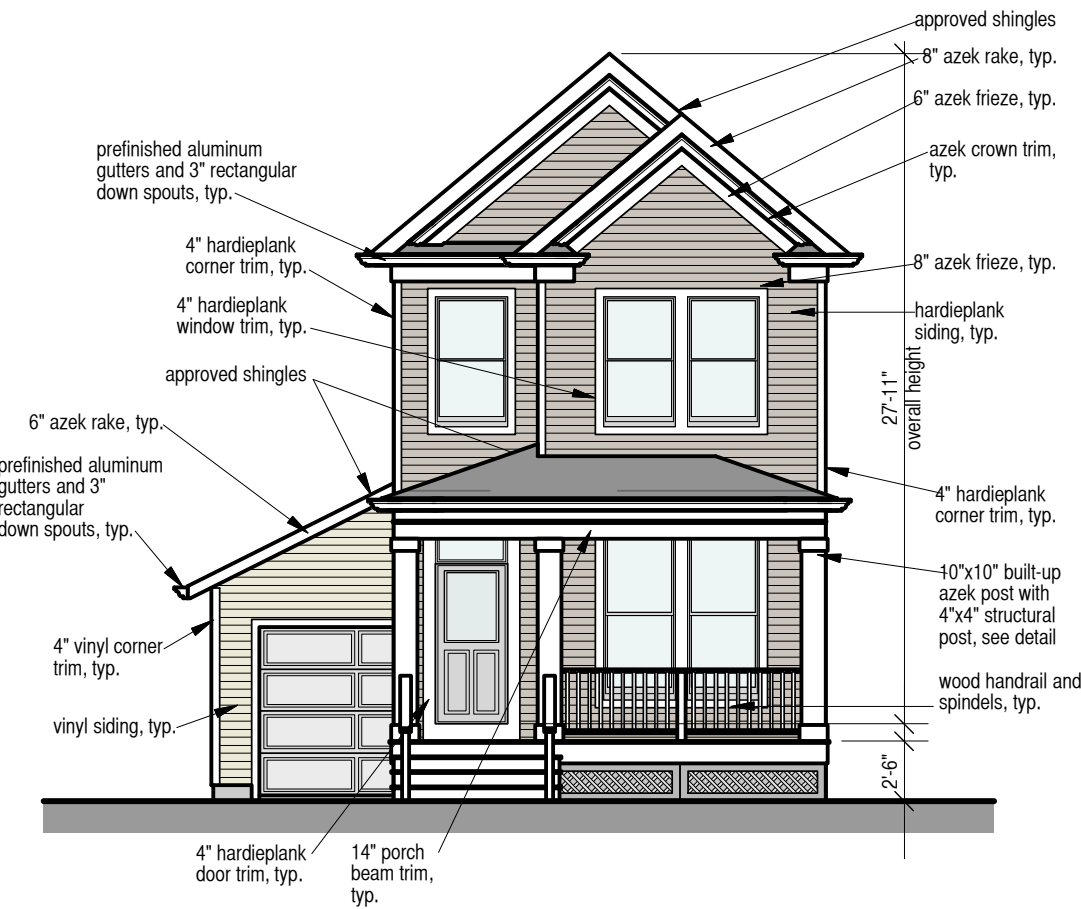 approved shingles
8" azek rake, typ.
6" azek frieze, typ.
azek crown trim,
typ.
prefinished aluminum
gutters and 3" rectangular
down spouts, typ.
4" hardieplank
corner trim, typ.
8" azek frieze, typ.
4" hardieplank
window trim, typ.
hardieplank
siding, typ.
approved shingles
27'-11"
overall height
6" azek rake, typ.
prefinished aluminum
gutters and 3"
rectangular
down spouts, typ.
4" hardieplank
corner trim, typ.
10"x10" built-up
azek post with
4"x4" structural
post, see detail
4" vinyl corner
trim, typ.
wood handrail and
spindels, typ.
vinyl siding, typ.
2'-6"
4" hardieplank
door trim, typ.
14" porch
beam trim,
typ.